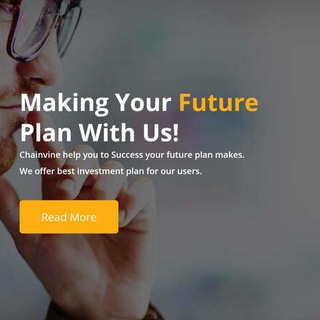 Making Your Future
Plan With Us!
Chainvine help you to Success your future plan makes.
We offer best investment plan for our users.
Read More